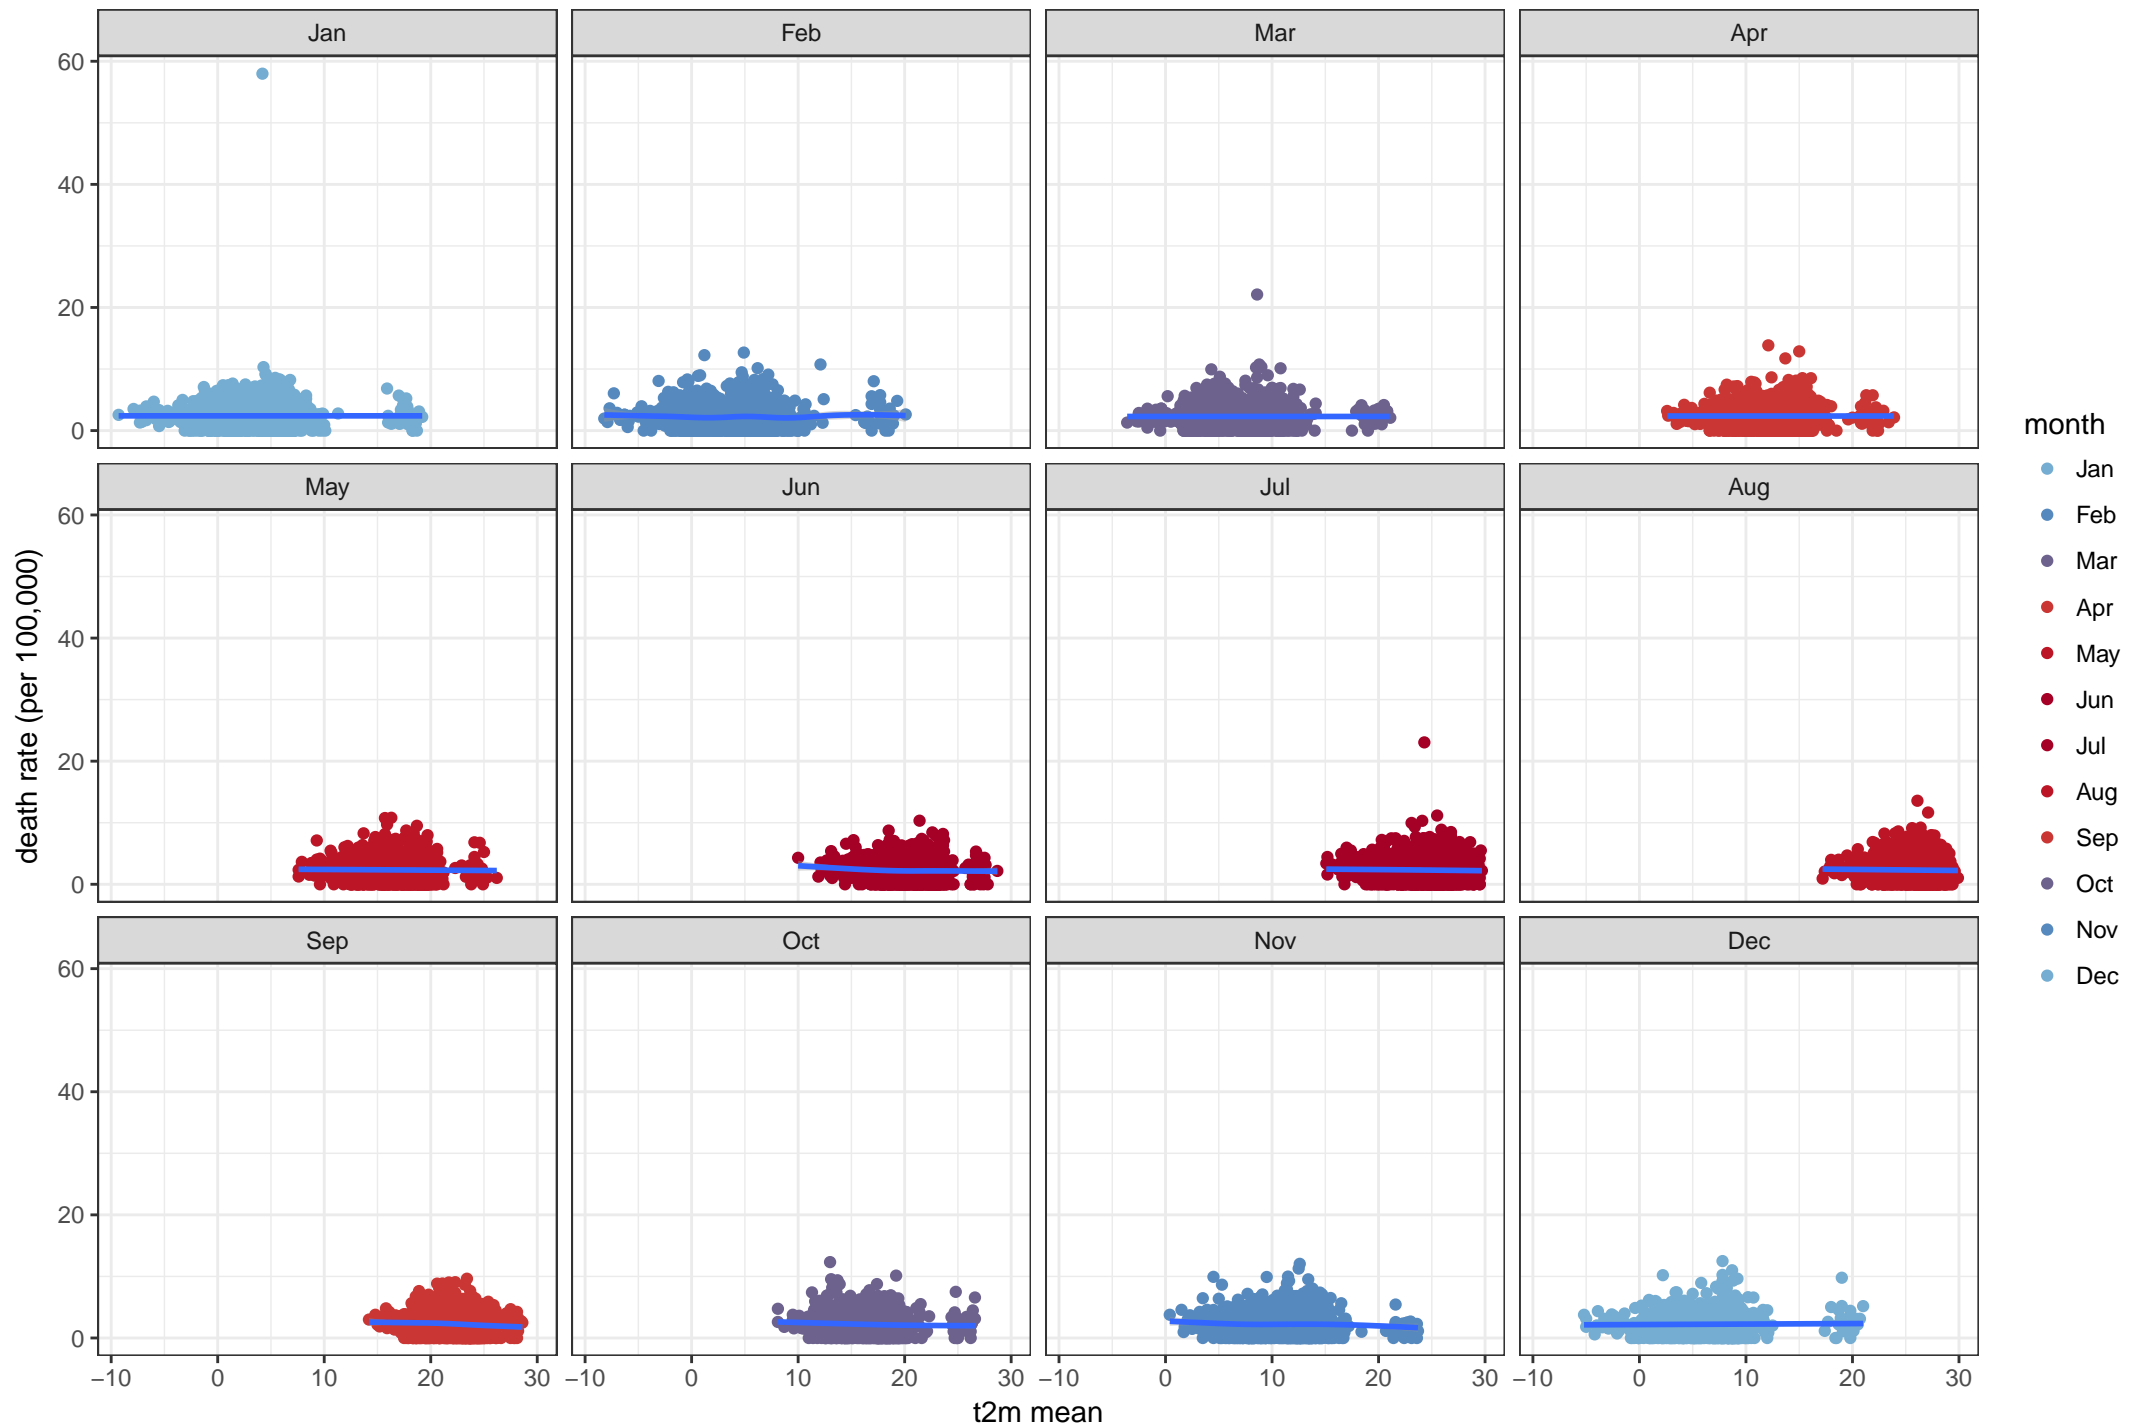 Jan Feb Mar Apr
60
40
20
0
May Jun Jul Aug
60
40
20
0
Sep Oct Nov Dec
60
40
20
0
−10 0 10 20 30 −10 0 10 20 30 −10 0 10 20 30 −10 0 10 20 30
t2m mean
death rate (per 100,000)
month
Jan
Feb
Mar
Apr
May
Jun
Jul
Aug
Sep
Oct
Nov
Dec